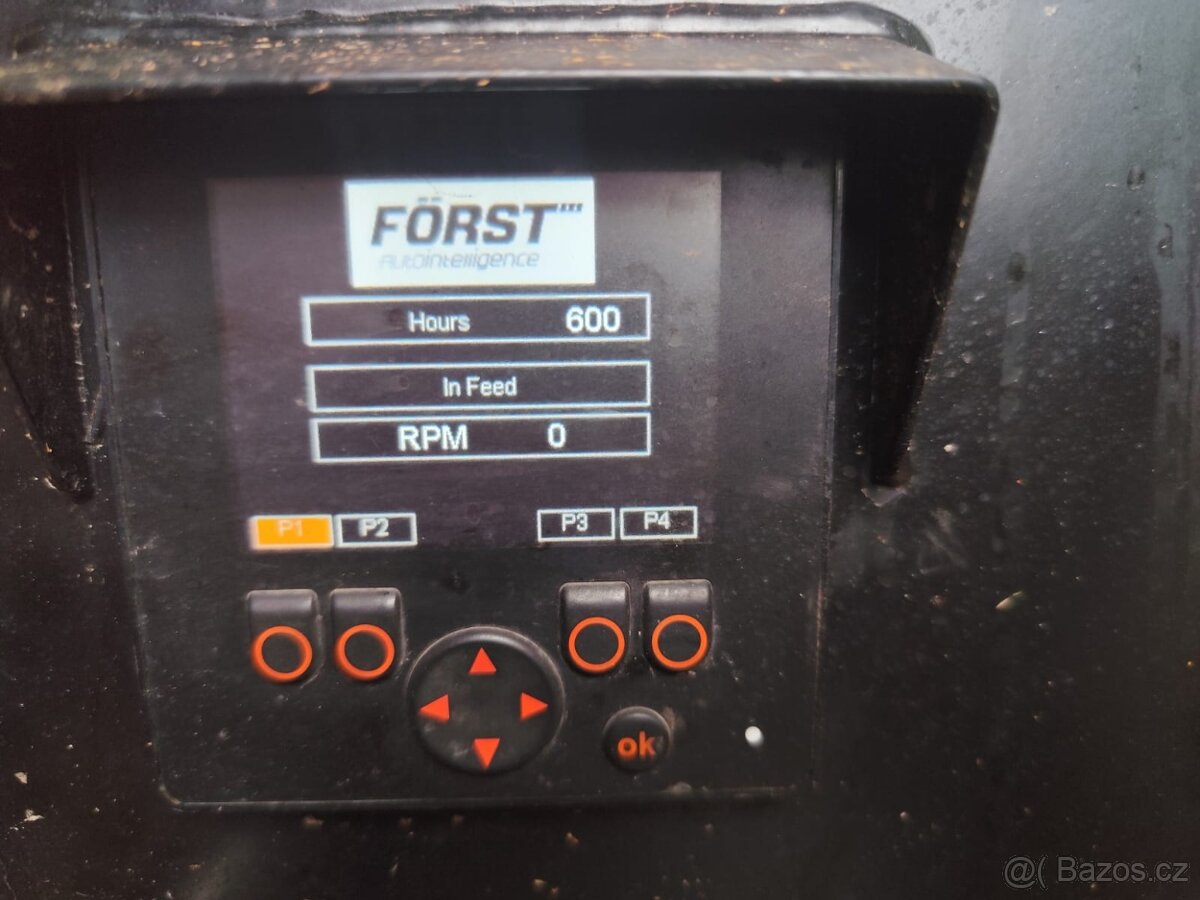 FÖRST
Autointelligence
Hours 600
In Feed
RPM 0
P1 P2 P3 P4
ok
@( Bazos.cz